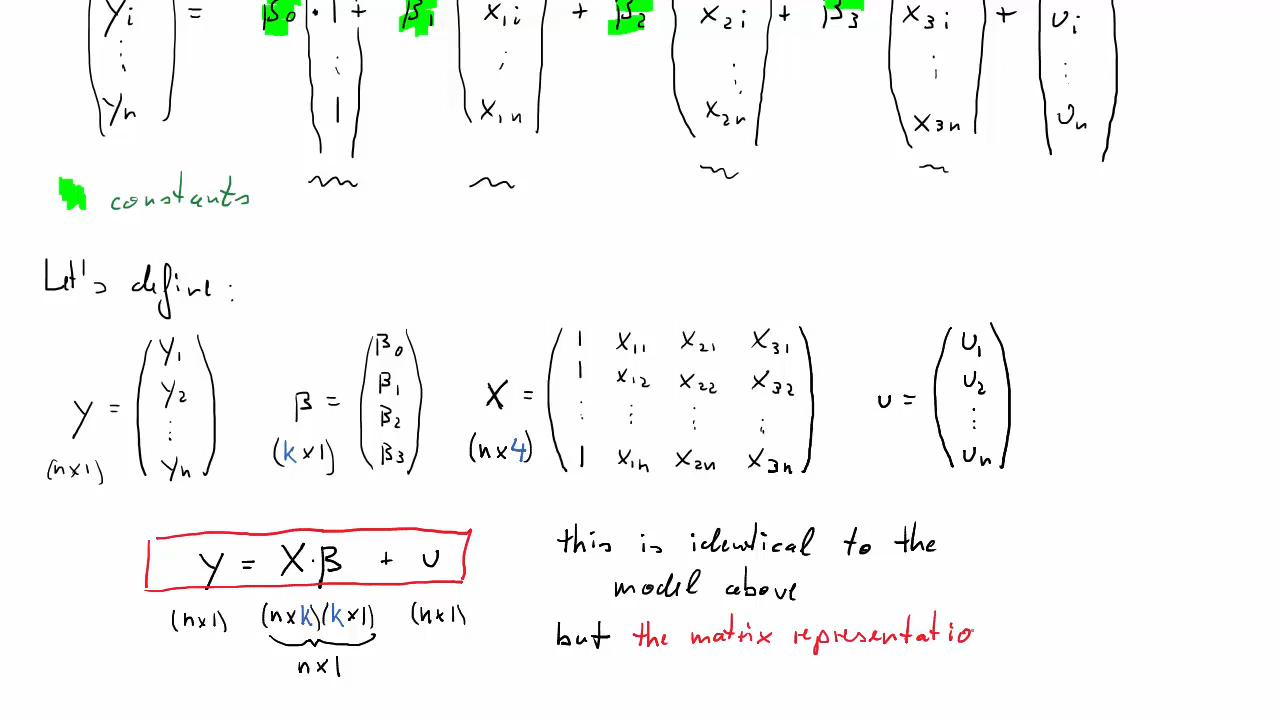 yi = β0 · 1 + β1 x1i + β2 x2i + β3 x3i + ui
⋮ ⋮ ⋮ ⋮ ⋮ ⋮
yn 1 x1n x2n x3n un
constants
Let's define:
y = (y1 y2 ⋮ yn) β = (β0 β1 β2 β3) X = (1 x11 x21 x31
1 x12 x22 x32
⋮ ⋮ ⋮ ⋮
1 x1n x2n x3n) u = (u1 u2 ⋮ un)
(n×1) (k×1) (n×4)
y = X·β + u
(n×1) (n×k)(k×1) (n×1)
n×1
this is identical to the
model above
but the matrix representatio